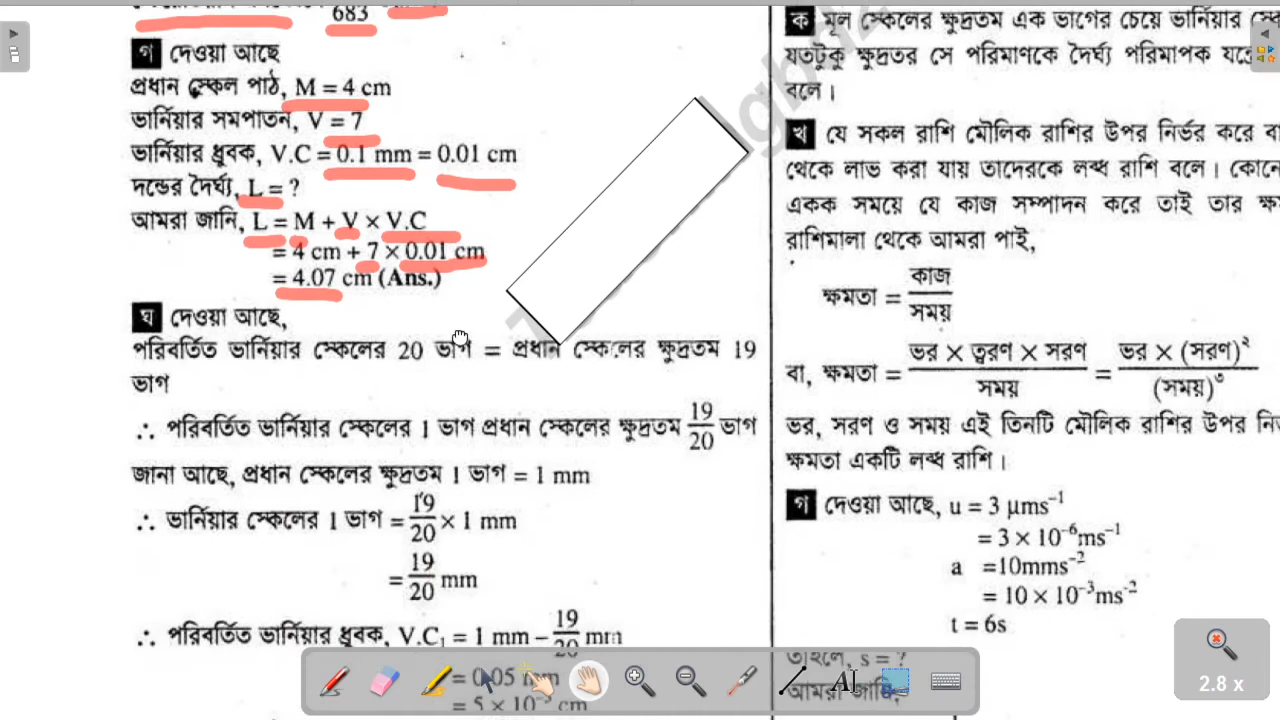 683
গ দেওয়া আছে
প্রধান স্কেল পাঠ, M = 4 cm
ভার্নিয়ার সমপাতন, V = 7
ভার্নিয়ার ধ্রুবক, V.C = 0.1 mm = 0.01 cm
দন্ডের দৈর্ঘ্য, L = ?
আমরা জানি, L = M + V × V.C
= 4 cm + 7 × 0.01 cm
= 4.07 cm (Ans.)
ঘ দেওয়া আছে,
পরিবর্তিত ভার্নিয়ার স্কেলের 20 ভাগ = প্রধান স্কেলের ক্ষুদ্রতম 19
ভাগ
∴ পরিবর্তিত ভার্নিয়ার স্কেলের 1 ভাগ প্রধান স্কেলের ক্ষুদ্রতম 19/20 ভাগ
জানা আছে, প্রধান স্কেলের ক্ষুদ্রতম 1 ভাগ = 1 mm
∴ ভার্নিয়ার স্কেলের 1 ভাগ = 19/20 × 1 mm
= 19/20 mm
∴ পরিবর্তিত ভার্নিয়ার ধ্রুবক, V.C₁ = 1 mm – 19/20 mm
= 0.05 mm
ক মূল স্কেলের ক্ষুদ্রতম এক ভাগের চেয়ে ভার্নিয়ার
যতটুকু ক্ষুদ্রতর সে পরিমাণকে দৈর্ঘ্য পরিমাপক
বলে।
খ যে সকল রাশি মৌলিক রাশির উপর নির্ভর করে
থেকে লাভ করা যায় তাদেরকে লব্ধ রাশি বলে।
একক সময়ে যে কাজ সম্পাদন করে তাই তার
রাশিমালা থেকে আমরা পাই,
ক্ষমতা = কাজ/সময়
বা, ক্ষমতা = ভর × ত্বরণ × সরণ/সময় = ভর × (সরণ)²/(সময়)³
ভর, সরণ ও সময় এই তিনটি মৌলিক রাশির উপর
ক্ষমতা একটি লব্ধ রাশি।
গ দেওয়া আছে, u = 3 μms⁻¹
= 3 × 10⁻⁶ms⁻¹
a =10mms⁻²
= 10 × 10⁻³ms⁻²
t = 6s
তাহলে, s = ?
আমরা জানি,
2.8 x